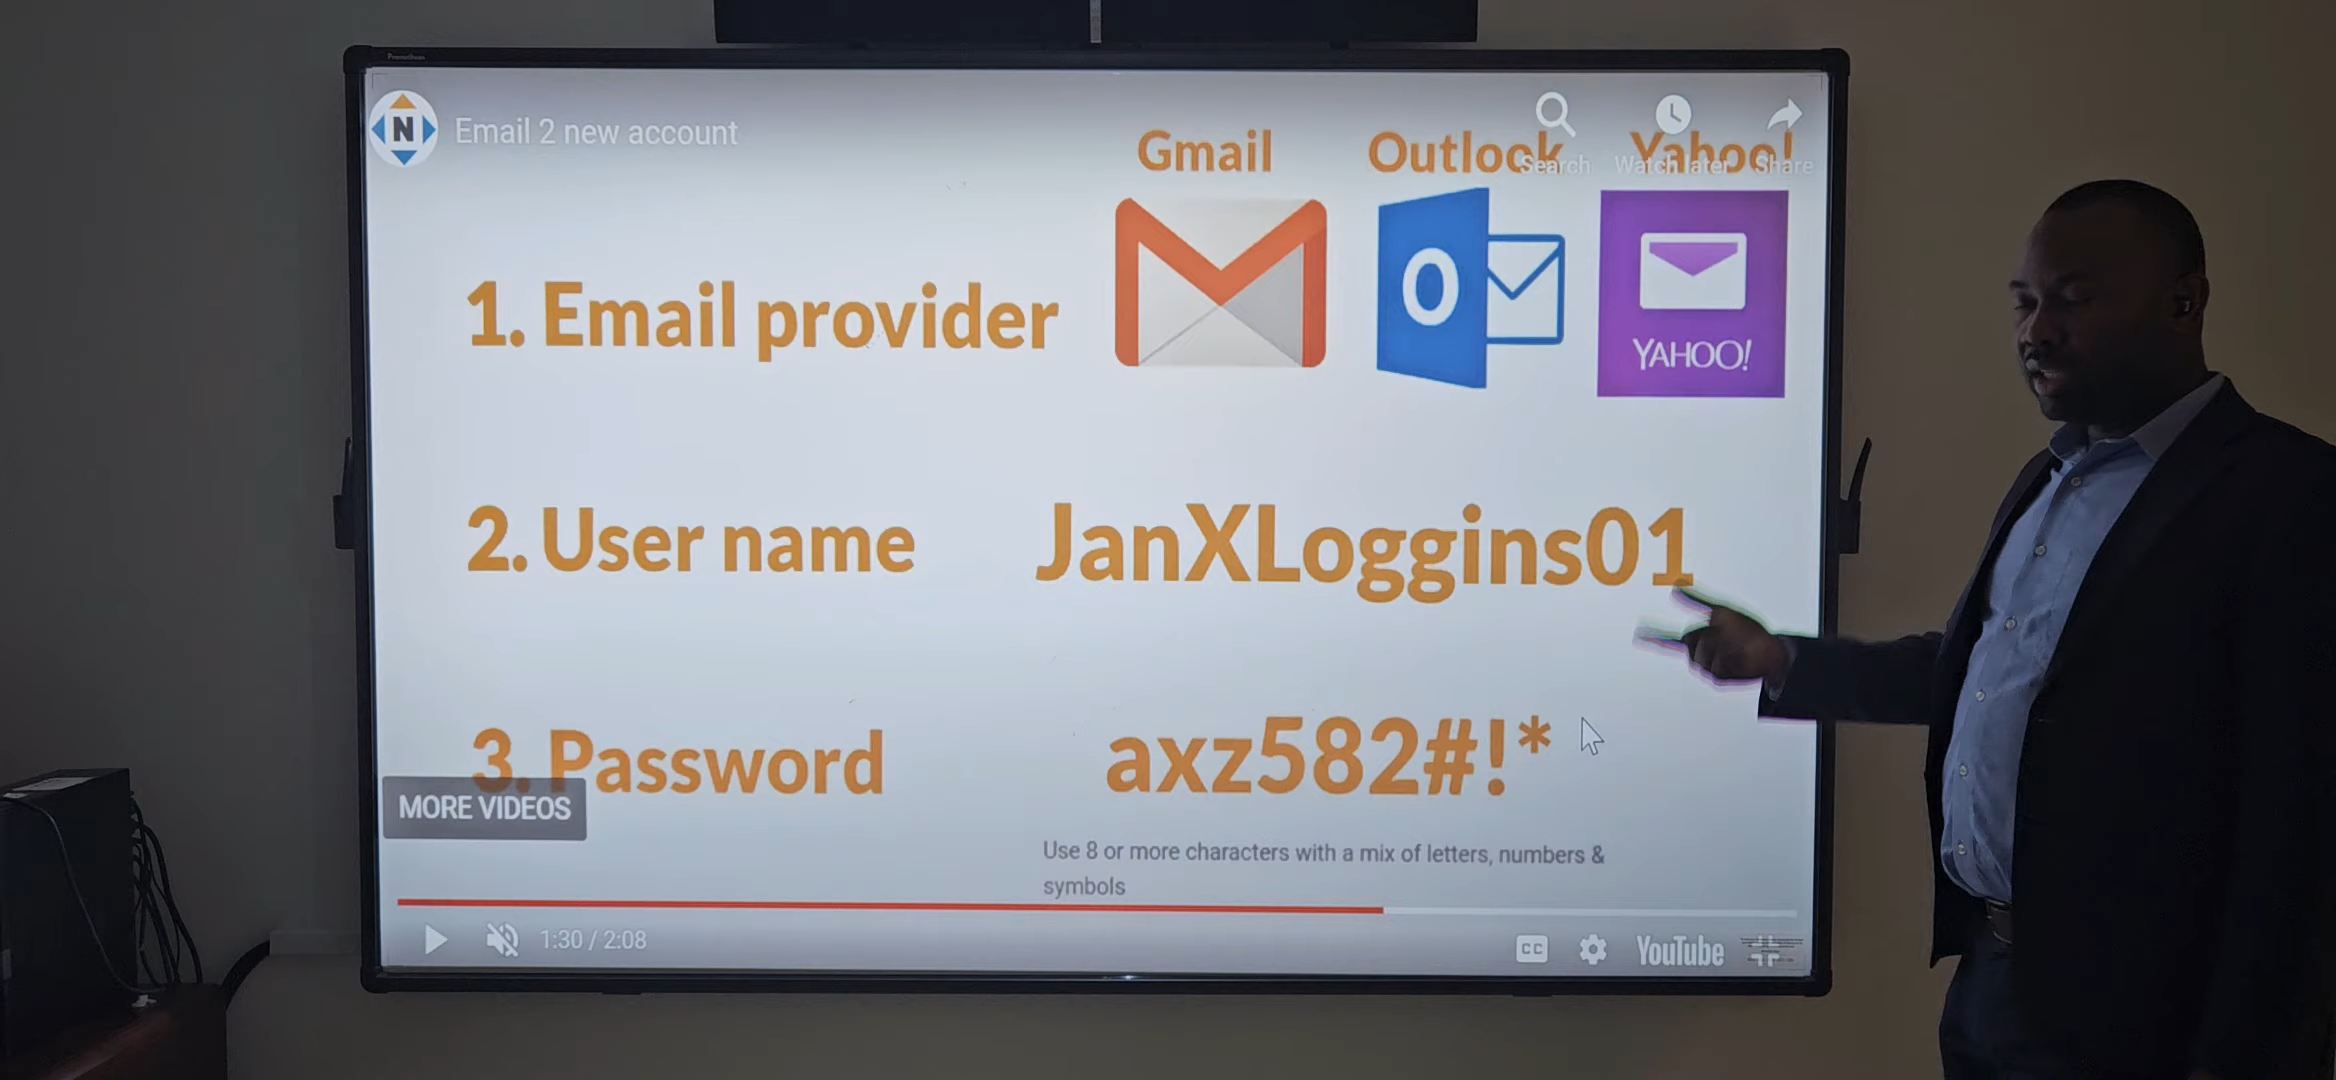 Promethean
N
Email 2 new account
Gmail
Outlook
Yahoo!
Search
Watch later
Share
1. Email provider
O
YAHOO!
2. User name
JanXLoggins01
3. Password
axz582#!*
MORE VIDEOS
Use 8 or more characters with a mix of letters, numbers &
symbols
1:30 / 2:08
CC
YouTube